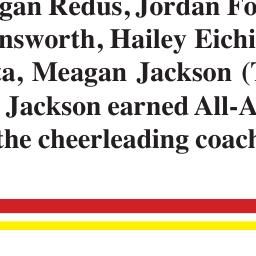 gan Redus, Jordan Fo
nsworth, Hailey Eichi
ta, Meagan Jackson (T
Jackson earned All-A
the cheerleading coach